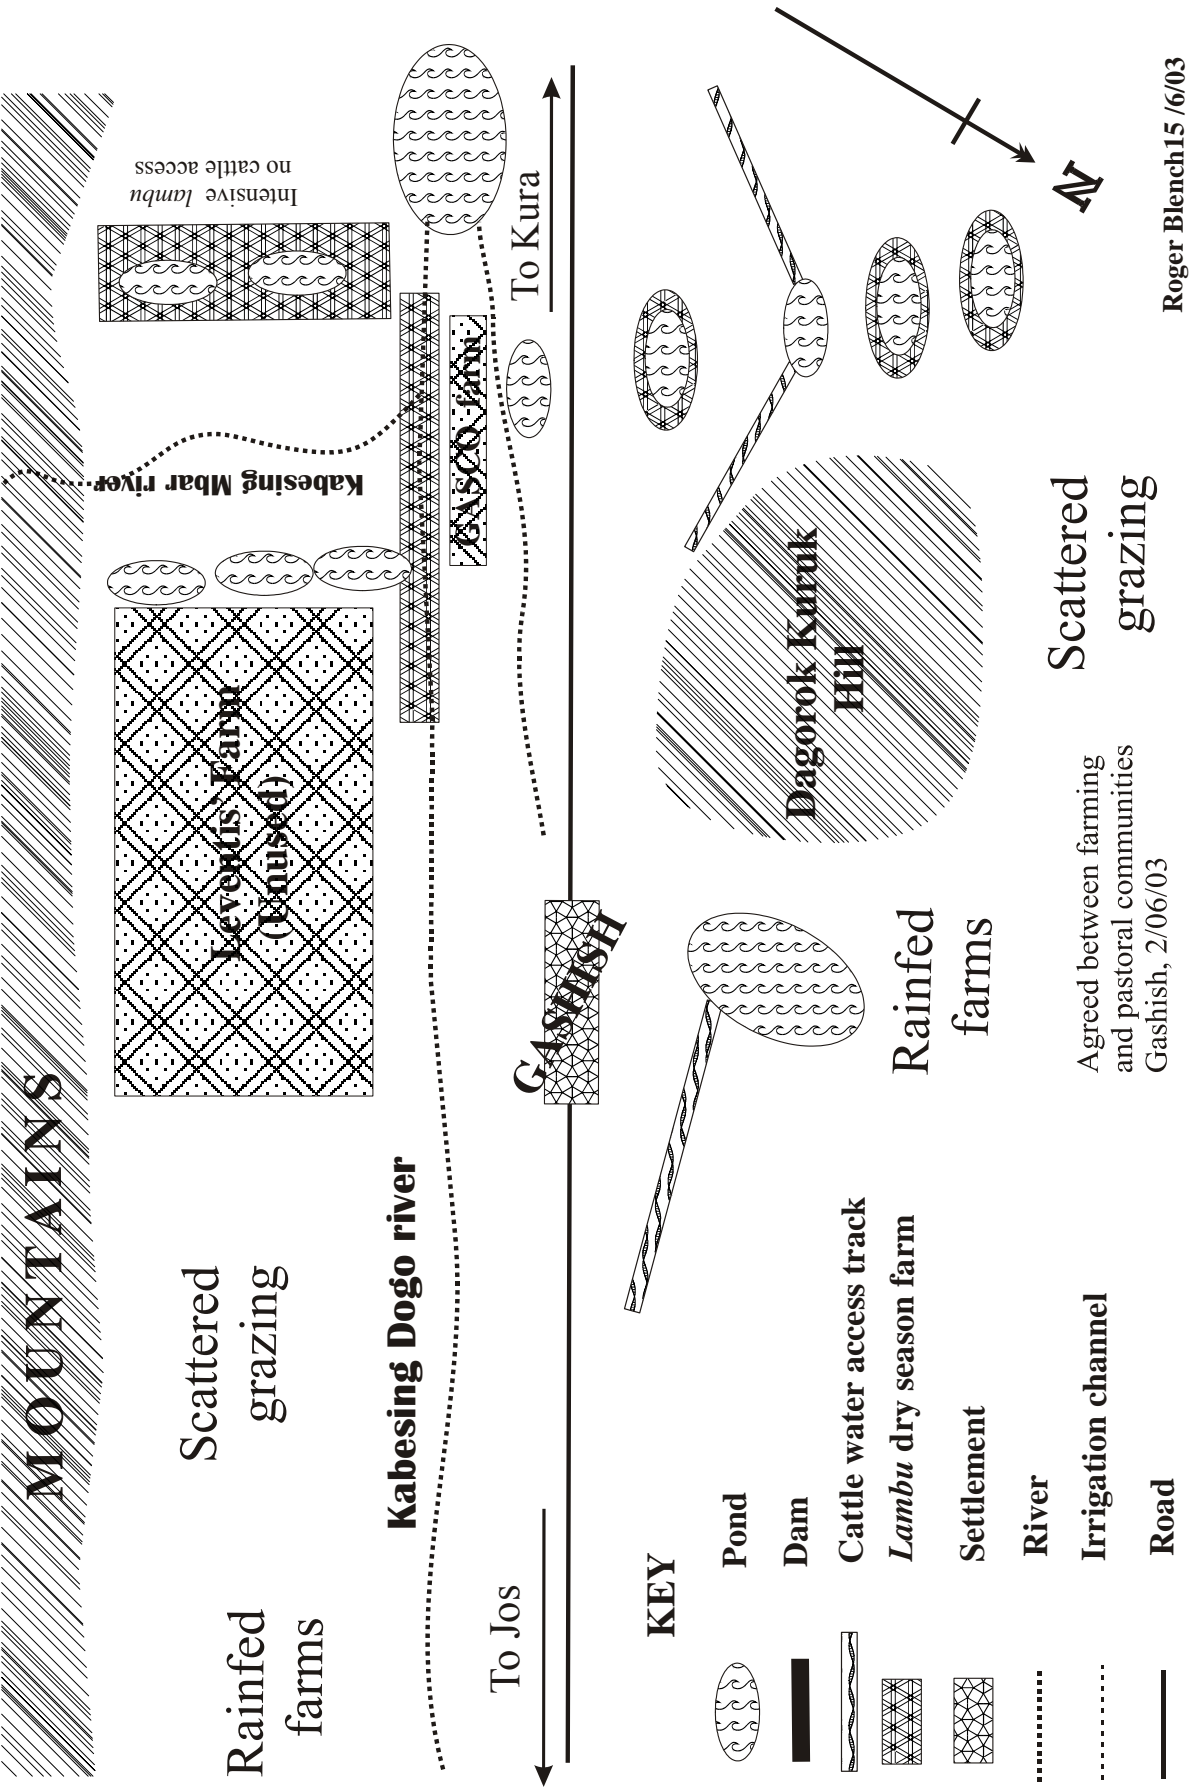 MOUNTAINS
Rainfed
farms
Scattered
grazing
Leventis' Farm
(Unused)
Kabesing Mbar river
Intensive lambu
no cattle access
Kabesing Dogo river
GASCO farm
To Jos
To Kura
GASHISH
Dagorok Kuruk
Hill
Rainfed
farms
Scattered
grazing
N
KEY
Pond
Dam
Cattle water access track
Lambu dry season farm
Settlement
River
Irrigation channel
Road
Agreed between farming
and pastoral communities
Gashish, 2/06/03
Roger Blench15 /6/03